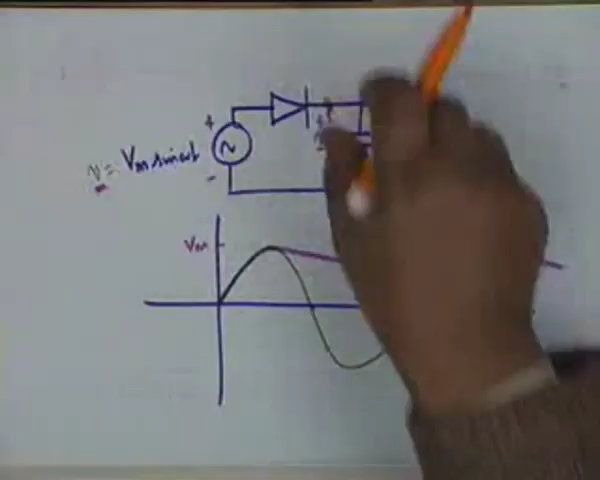 +
v = Vm sinωt
-
Vm